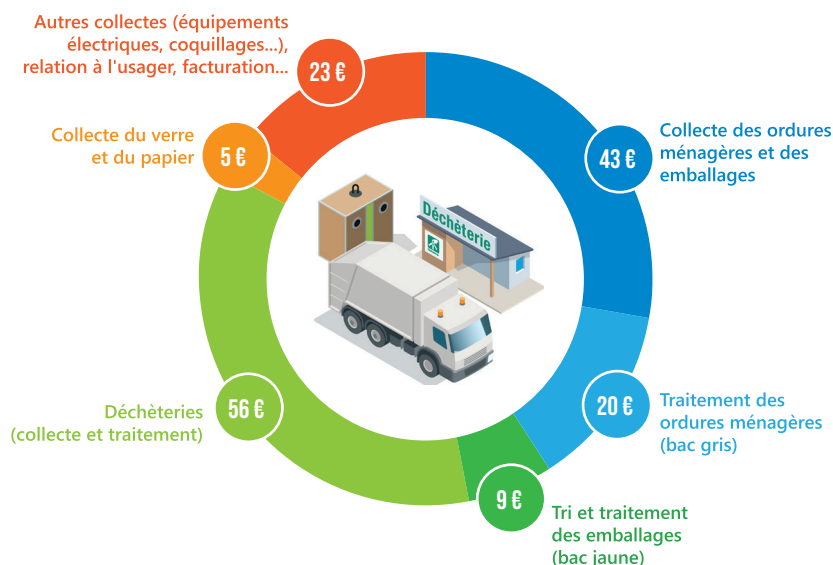 Autres collectes (équipements
électriques, coquillages...),
relation à l'usager, facturation...
23 €
Collecte des ordures
ménagères et des
emballages
43 €
Collecte du verre
et du papier
5 €
Déchèterie
Déchèteries
(collecte et traitement)
56 €
20 €
Traitement des
ordures ménagères
(bac gris)
9 €
Tri et traitement
des emballages
(bac jaune)